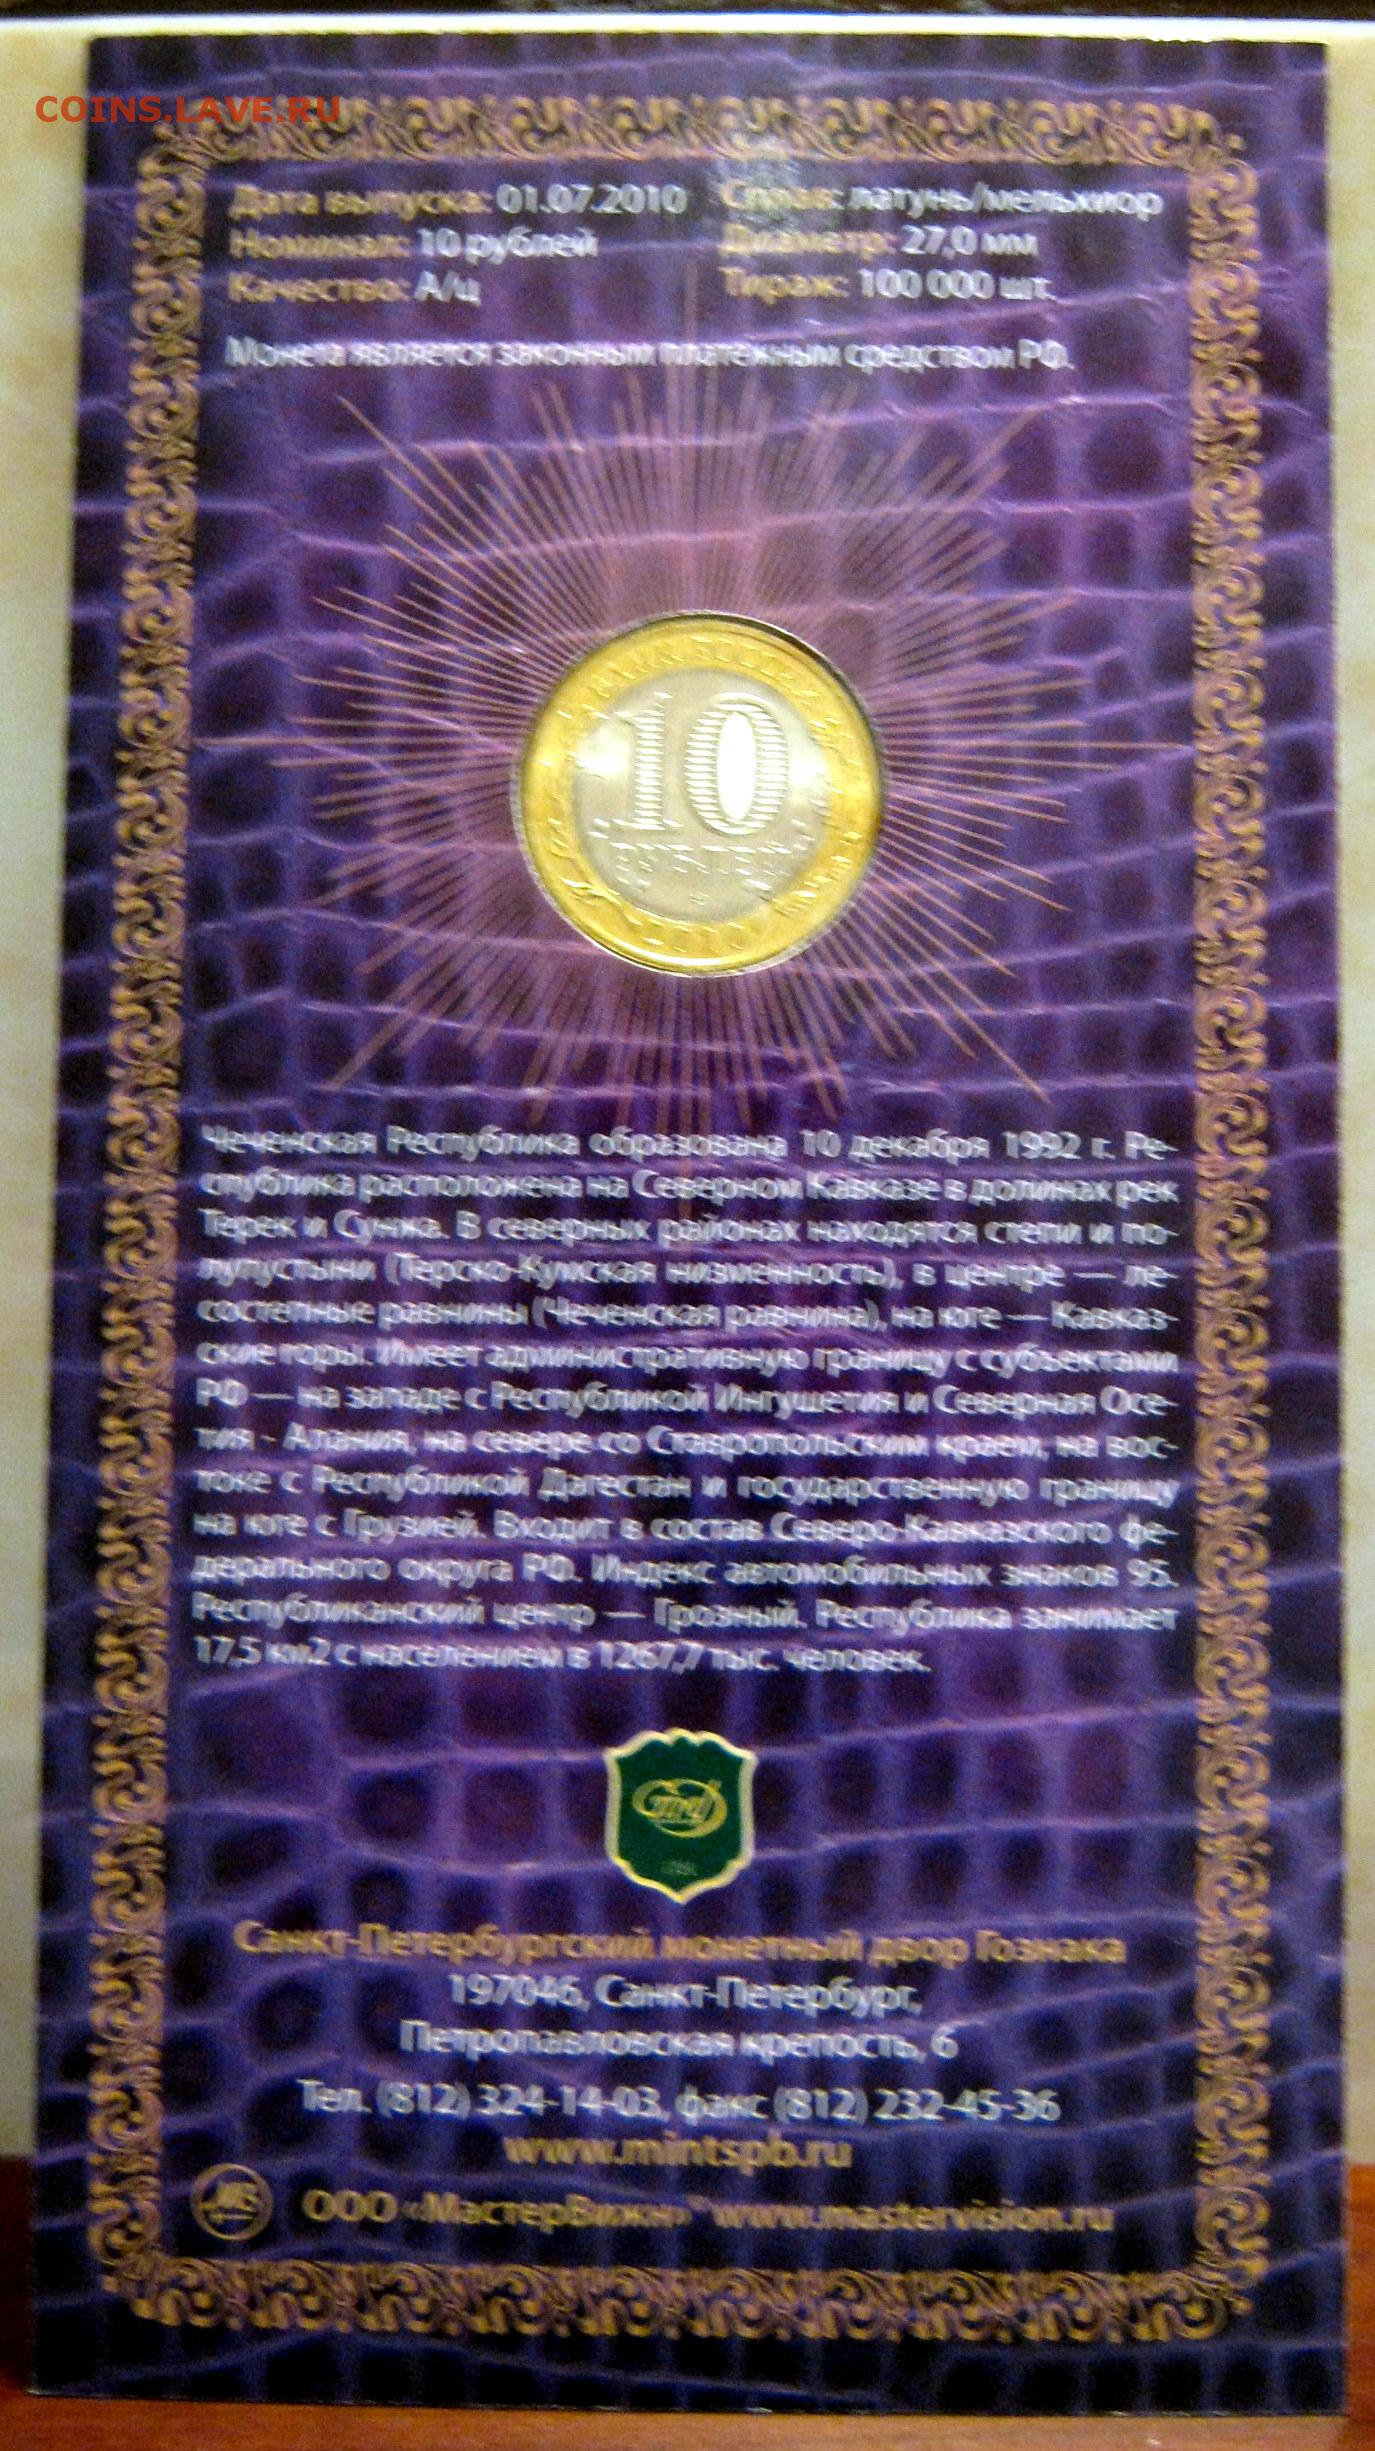 COINS.LAVE.RU
Дата выпуска: 01.07.2010 Сплав: латунь/мельхиор
Номинал: 10 рублей Диаметр: 27,0 мм
Качество: А/ц Тираж: 100 000 шт.
Монета является законным платежным средством РФ.
БАНК РОССИИ
10
РУБЛЕЙ
2010
Чеченская Республика образована 10 декабря 1992 г. Ре-
спублика расположена на Северном Кавказе в долинах рек
Терек и Сунжа. В северных районах находятся степи и по-
лупустыни (Терско-Кумская низменность), в центре — ле-
состепные равнины (Чеченская равнина), на юге — Кавказ-
ские горы. Имеет административную границу с субъектами
РФ — на западе с Республикой Ингушетия и Северная Осе-
тия - Алания, на севере со Ставропольским краем, на вос-
токе с Республикой Дагестан и государственную границу
на юге с Грузией. Входит в состав Северо-Кавказского фе-
дерального округа РФ. Индекс автомобильных знаков 95.
Республиканский центр — Грозный. Республика занимает
17,5 км2 с населением в 1267,7 тыс. человек.
Санкт-Петербургский монетный двор Гознака
197046, Санкт-Петербург,
Петропавловская крепость, 6
Тел. (812) 324-14-03, факс (812) 232-45-36
www.mintspb.ru
ООО «МастерВижн» ® www.mastervision.ru